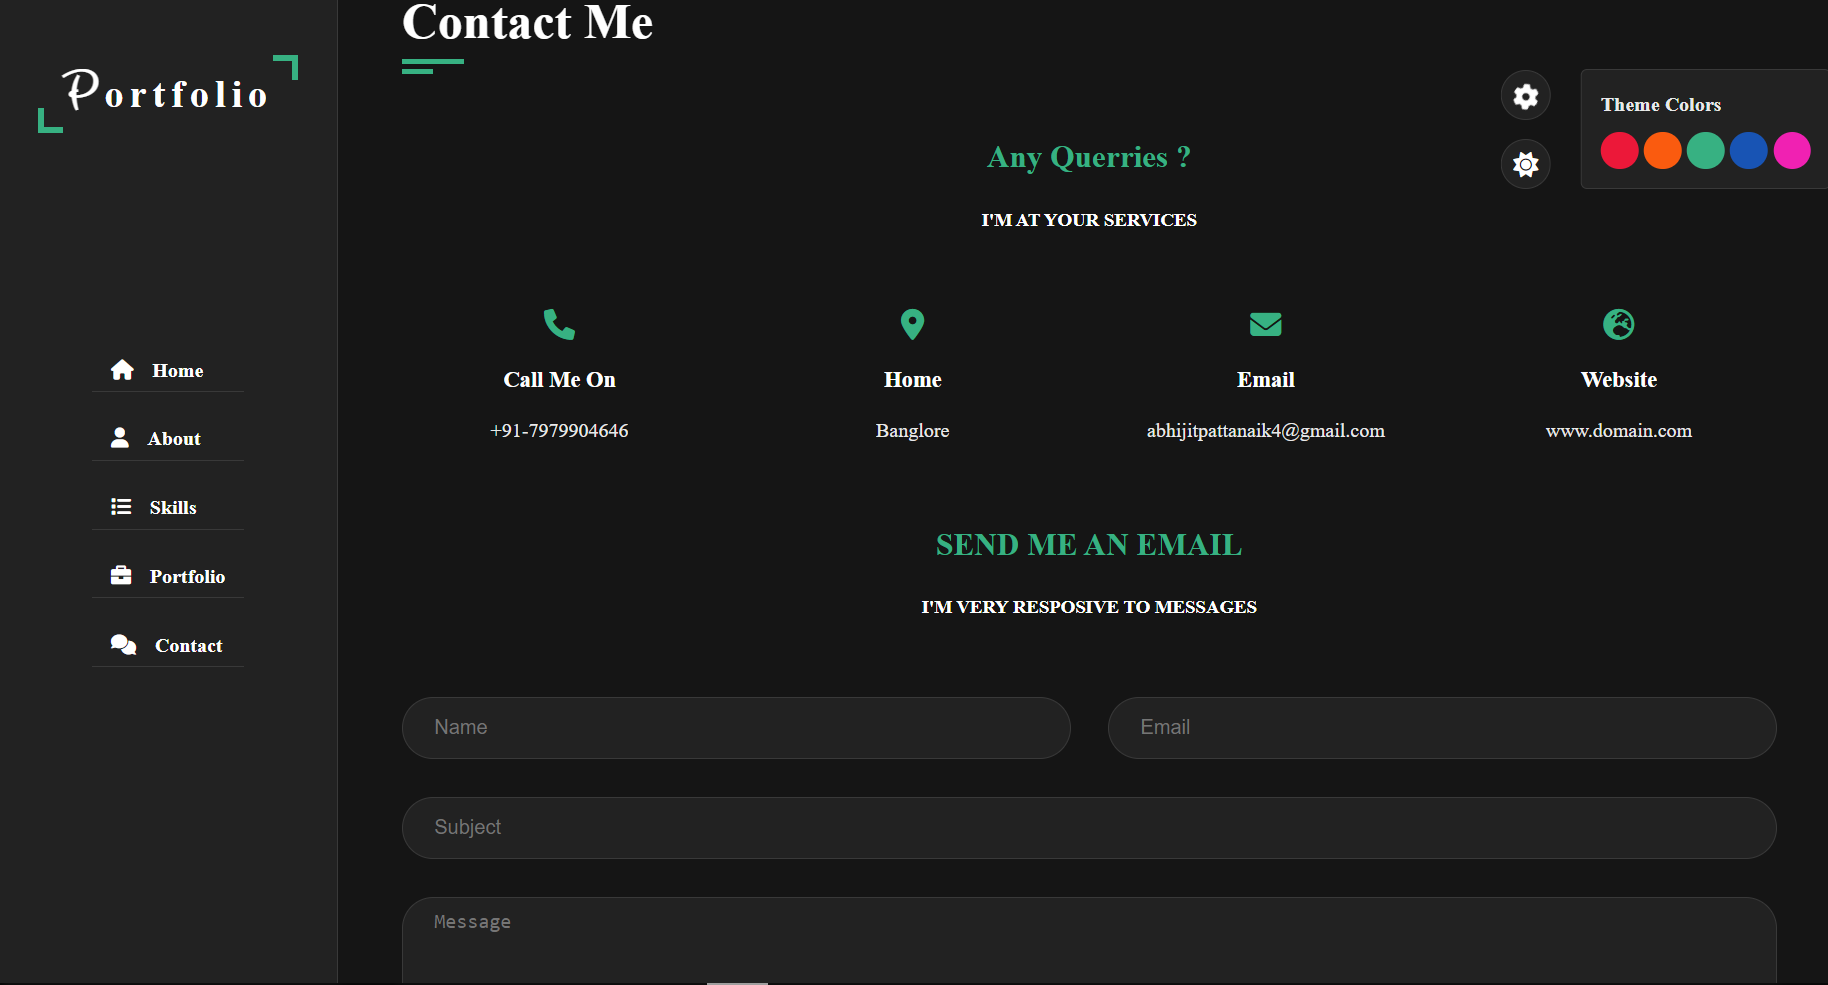 Contact Me
Portfolio
Theme Colors
Any Querries ?
I'M AT YOUR SERVICES
Home
About
Skills
Portfolio
Contact
Call Me On
+91-7979904646
Home
Banglore
Email
abhijitpattanaik4@gmail.com
Website
www.domain.com
SEND ME AN EMAIL
I'M VERY RESPOSIVE TO MESSAGES
Name
Email
Subject
Message